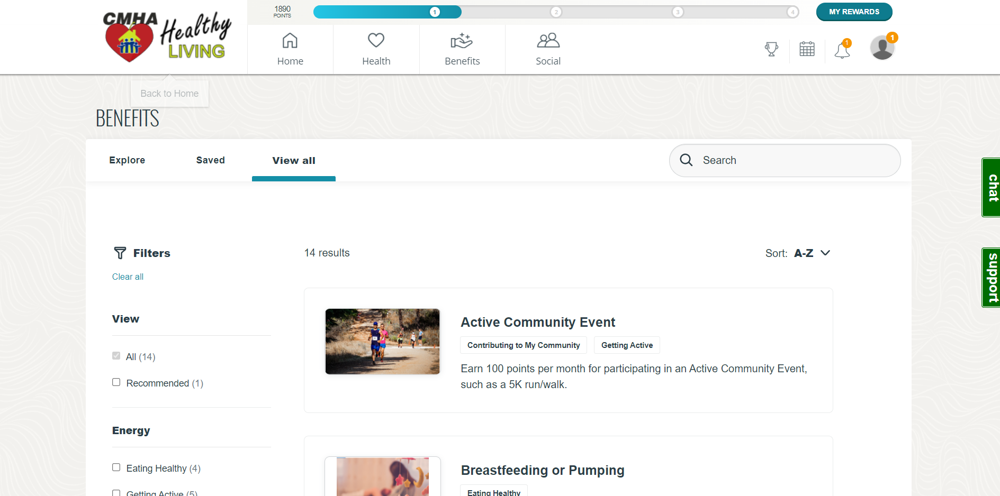 CMHA
Healthy
LIVING
1890
POINTS
1
2
3
4
MY REWARDS
Home
Health
Benefits
Social
1
1
Back to Home
BENEFITS
Explore
Saved
View all
Search
chat
support
Filters
Clear all
14 results
Sort: A-Z
View
All (14)
Recommended (1)
Energy
Eating Healthy (4)
Getting Active (5)
Active Community Event
Contributing to My Community
Getting Active
Earn 100 points per month for participating in an Active Community Event,
such as a 5K run/walk.
Breastfeeding or Pumping
Eating Healthy